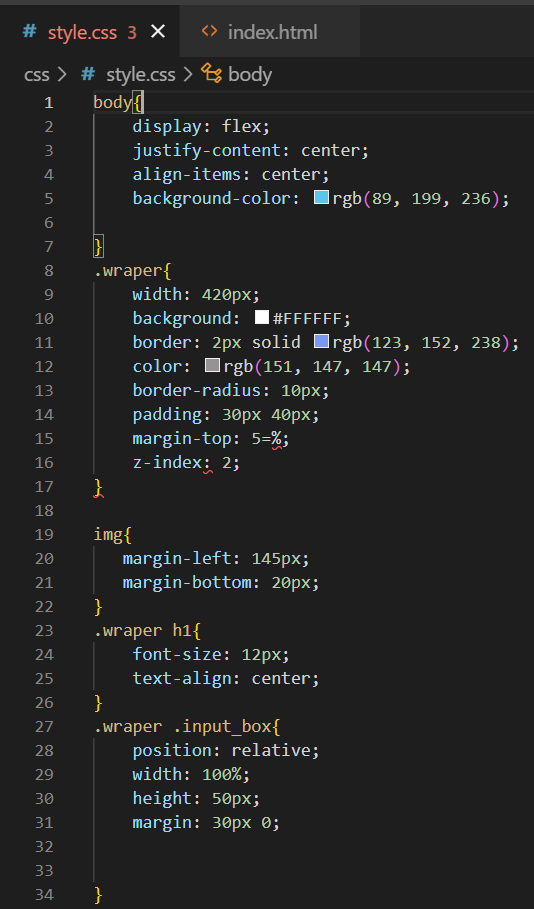 # style.css 3 × <> index.html
css > # style.css > body
1 body{
2     display: flex;
3     justify-content: center;
4     align-items: center;
5     background-color: rgb(89, 199, 236);
6
7 }
8 .wraper{
9     width: 420px;
10     background: #FFFFFF;
11     border: 2px solid rgb(123, 152, 238);
12     color: rgb(151, 147, 147);
13     border-radius: 10px;
14     padding: 30px 40px;
15     margin-top: 5=%;
16     z-index: 2;
17 }
18
19 img{
20    margin-left: 145px;
21    margin-bottom: 20px;
22 }
23 .wraper h1{
24     font-size: 12px;
25     text-align: center;
26 }
27 .wraper .input_box{
28     position: relative;
29     width: 100%;
30     height: 50px;
31     margin: 30px 0;
32
33
34 }